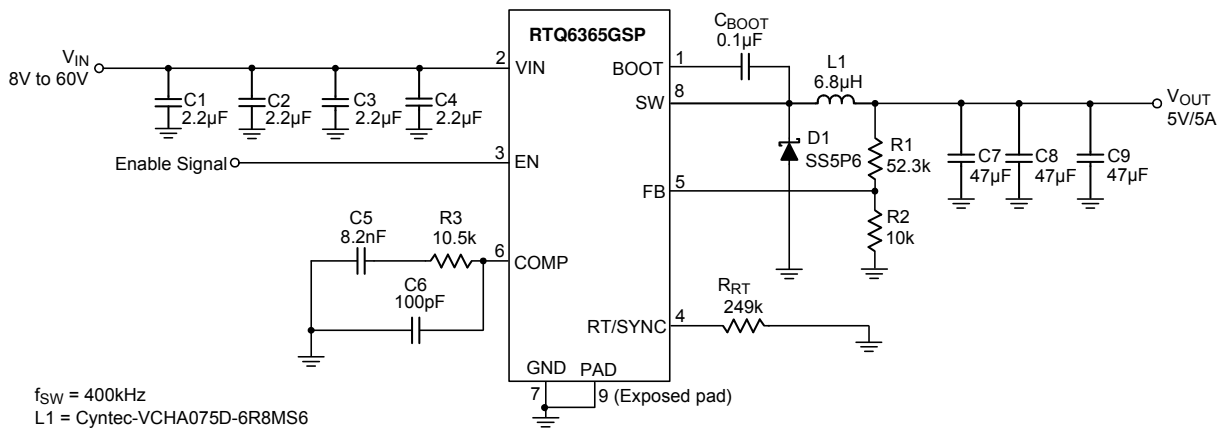 RTQ6365GSP
V_IN
8V to 60V
2
VIN
C1
2.2µF
C2
2.2µF
C3
2.2µF
C4
2.2µF
Enable Signal
3
EN
C5
8.2nF
R3
10.5k
6
COMP
C6
100pF
C_BOOT
0.1µF
1
BOOT
L1
6.8µH
8
SW
V_OUT
5V/5A
D1
SS5P6
R1
52.3k
C7
47µF
C8
47µF
C9
47µF
5
FB
R2
10k
R_RT
249k
4
RT/SYNC
GND
PAD
7
9 (Exposed pad)
f_SW = 400kHz
L1 = Cyntec-VCHA075D-6R8MS6